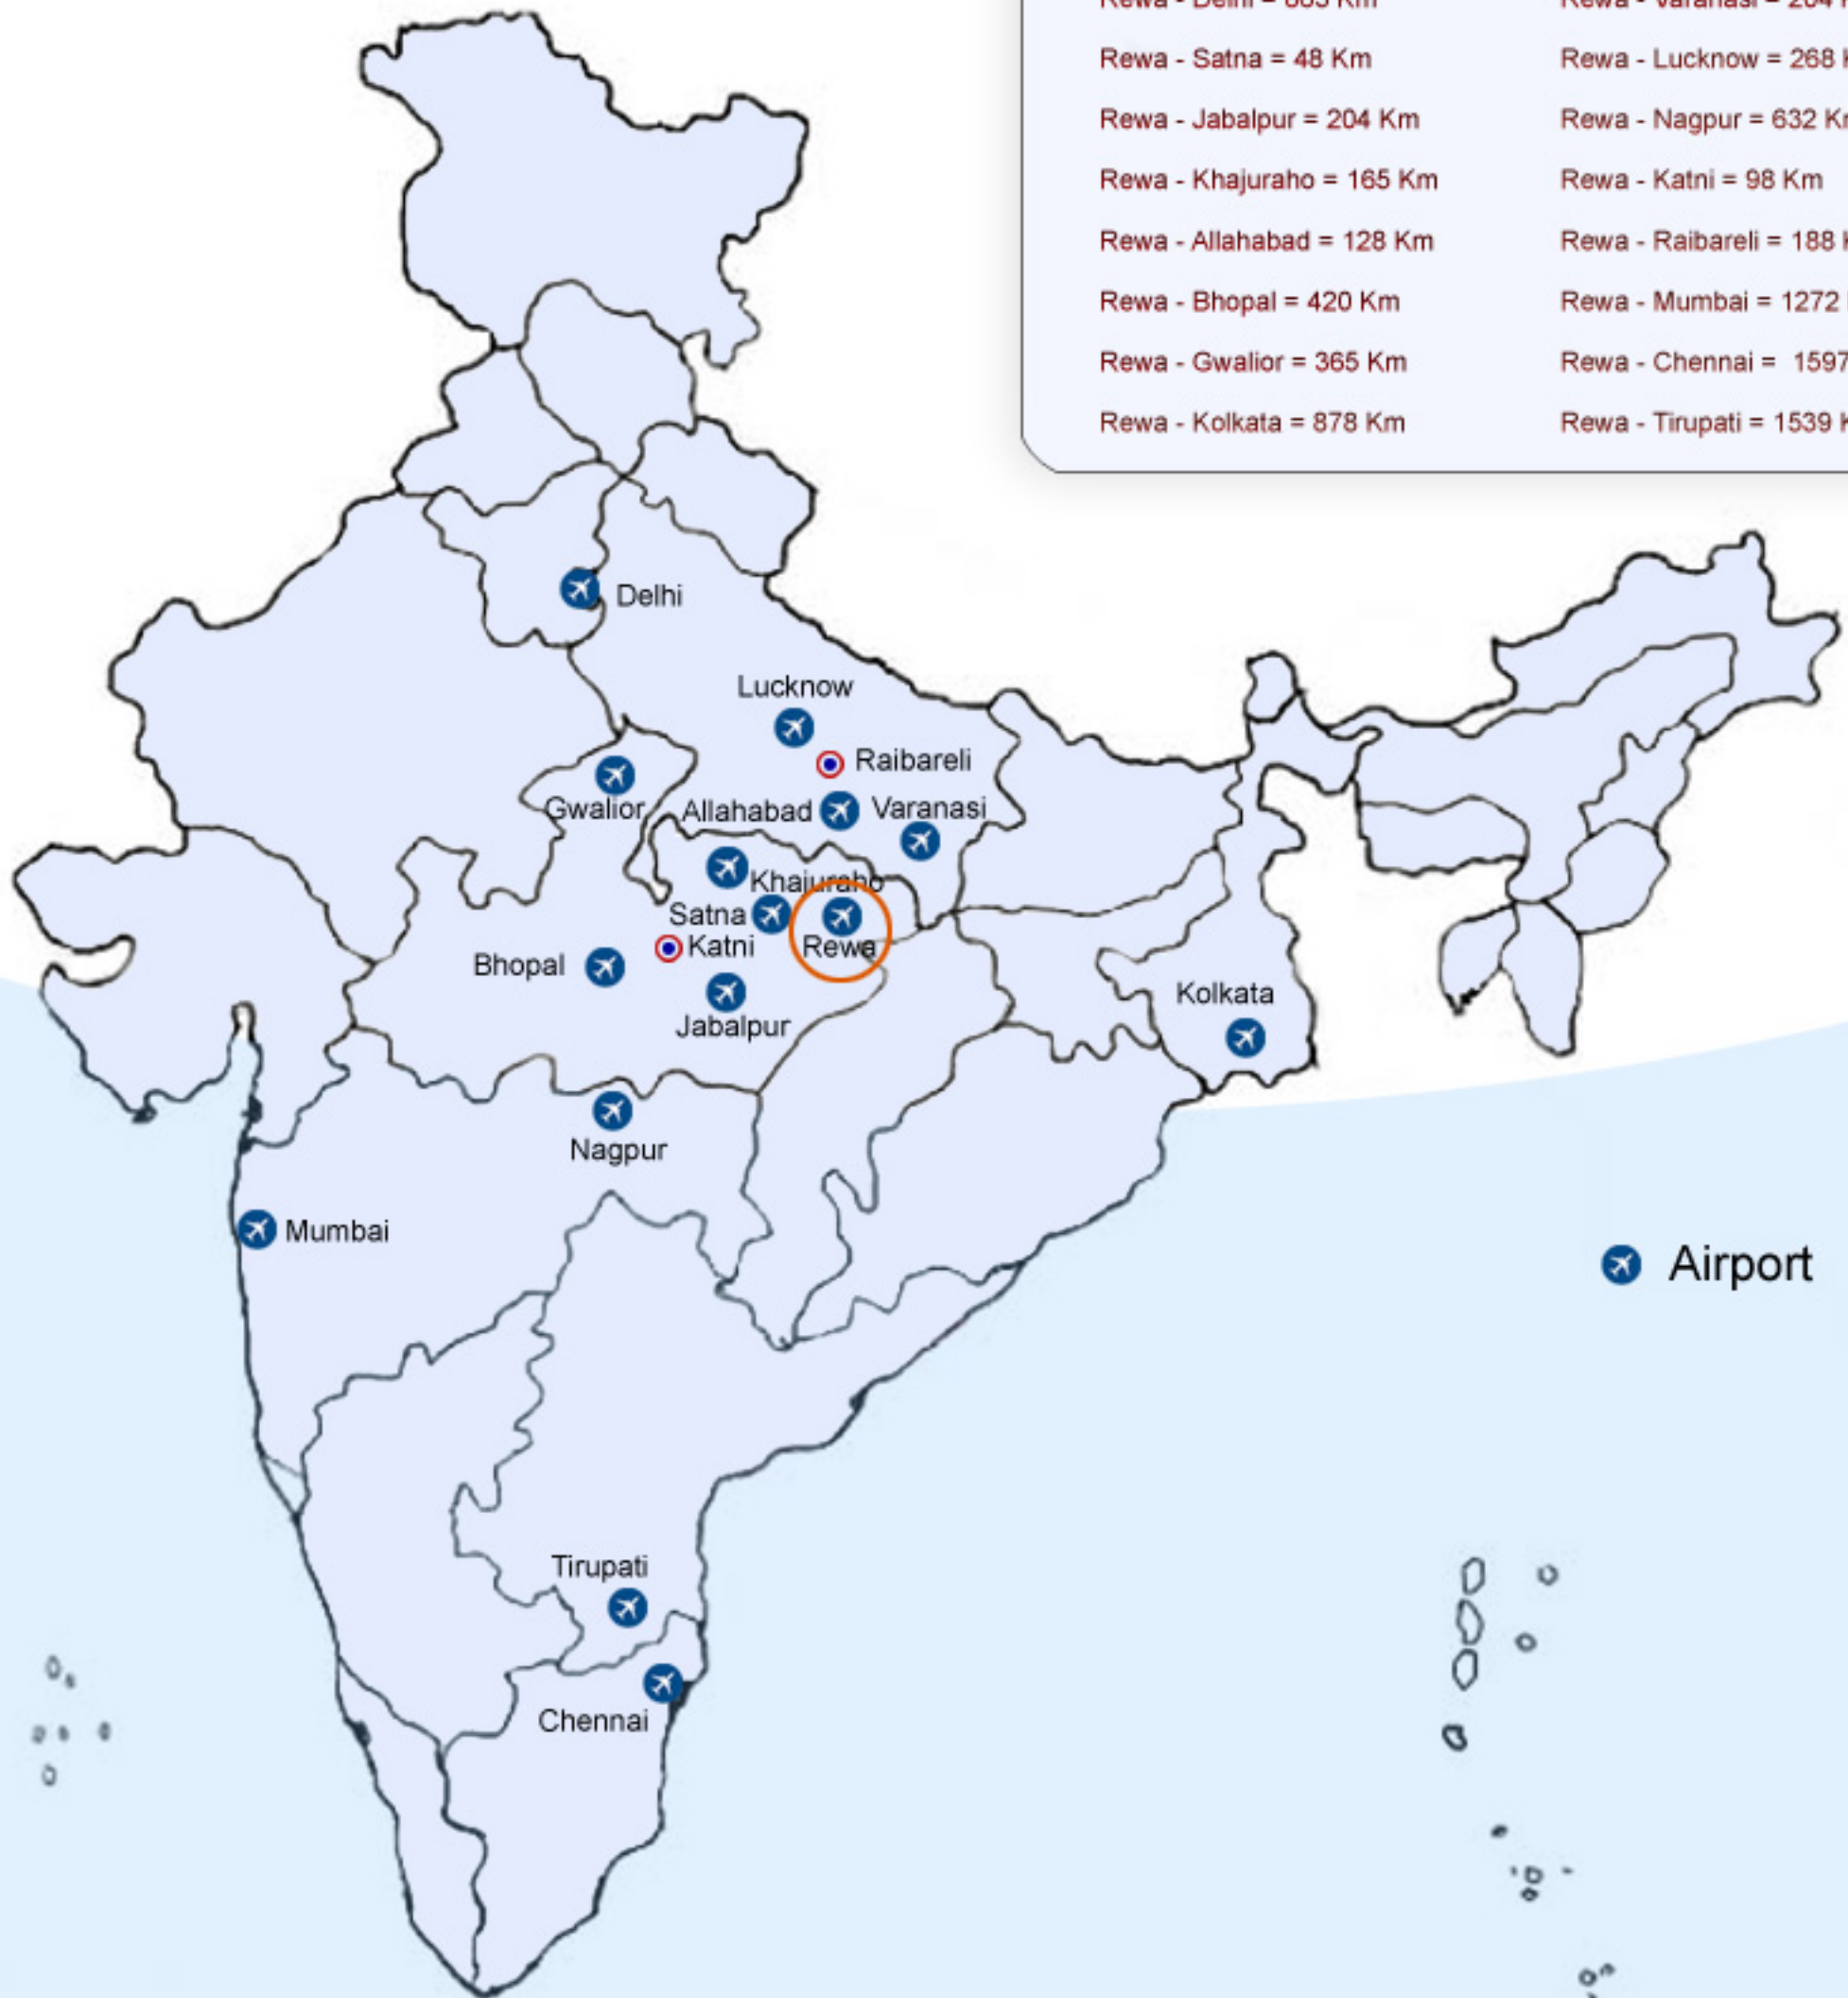 Rewa - Satna = 48 Km
Rewa - Lucknow = 268
Rewa - Jabalpur = 204 Km
Rewa - Nagpur = 632
Rewa - Khajuraho = 165 Km
Rewa - Katni = 98 Km
Rewa - Allahabad = 128 Km
Rewa - Raibareli = 188
Rewa - Bhopal = 420 Km
Rewa - Mumbai = 1272
Rewa - Gwalior = 365 Km
Rewa - Chennai = 1597
Rewa - Kolkata = 878 Km
Rewa - Tirupati = 1539
Delhi
Lucknow
Raibareli
Gwalior
Allahabad
Varanasi
Khajuraho
Satna
Rewa
Katni
Bhopal
Kolkata
Jabalpur
Nagpur
Mumbai
Airport
Tirupati
Chennai